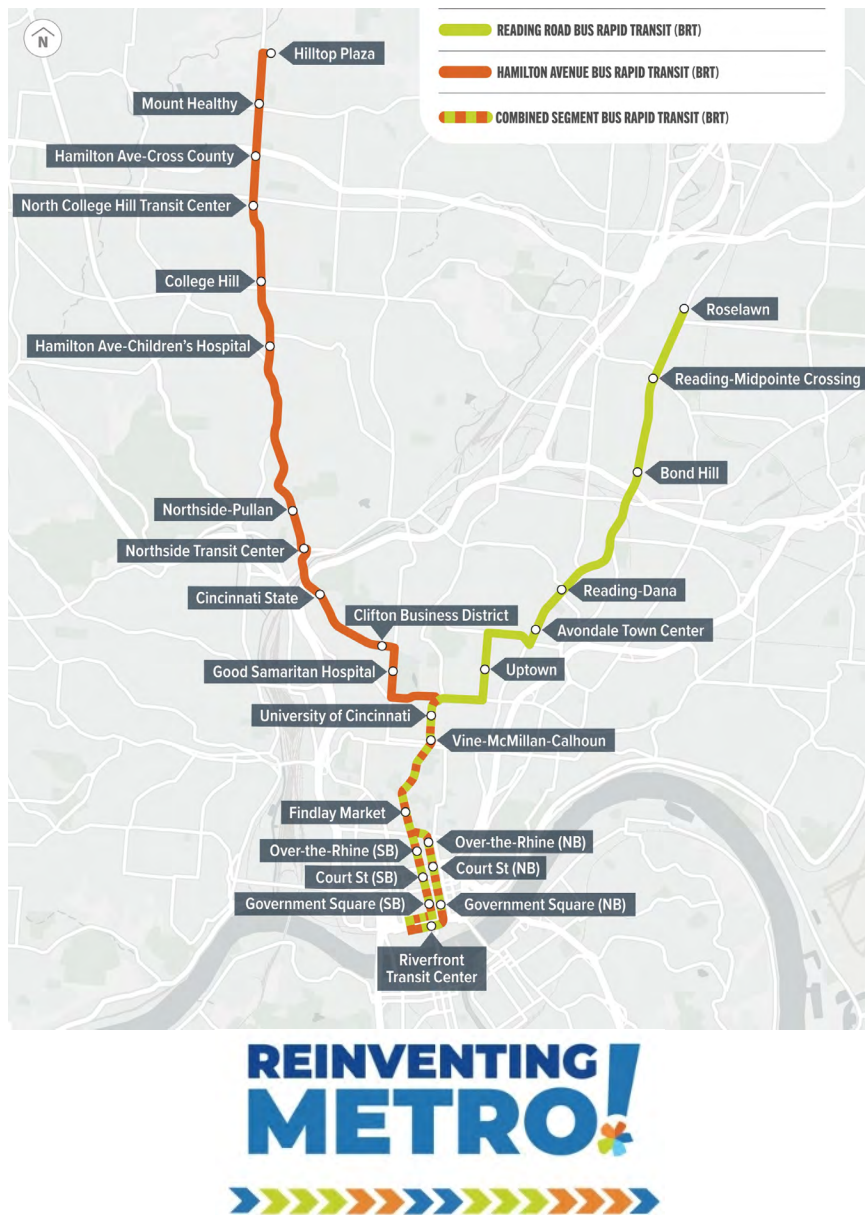 N
READING ROAD BUS RAPID TRANSIT (BRT)
HAMILTON AVENUE BUS RAPID TRANSIT (BRT)
COMBINED SEGMENT BUS RAPID TRANSIT (BRT)
Hilltop Plaza
Mount Healthy
Hamilton Ave-Cross County
North College Hill Transit Center
College Hill
Roselawn
Hamilton Ave-Children's Hospital
Reading-Midpointe Crossing
Bond Hill
Northside-Pullan
Northside Transit Center
Reading-Dana
Cincinnati State
Clifton Business District
Avondale Town Center
Good Samaritan Hospital
Uptown
University of Cincinnati
Vine-McMillan-Calhoun
Findlay Market
Over-the-Rhine (NB)
Over-the-Rhine (SB)
Court St (NB)
Court St (SB)
Government Square (SB)
Government Square (NB)
Riverfront
Transit Center
REINVENTING
METRO!